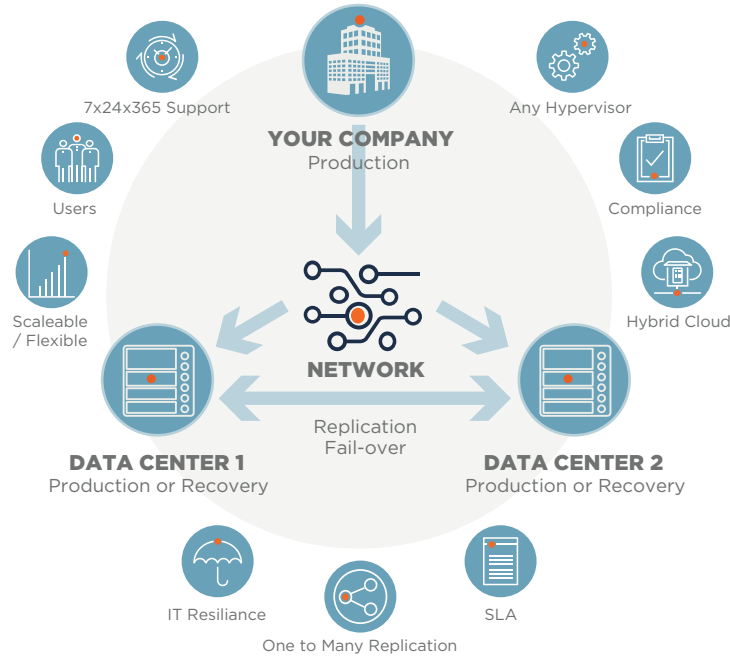 7x24x365 Support
Any Hypervisor
YOUR COMPANY
Production
Users
Compliance
Scaleable
/ Flexible
Hybrid Cloud
NETWORK
Replication
Fail-over
DATA CENTER 1
Production or Recovery
DATA CENTER 2
Production or Recovery
IT Resiliance
One to Many Replication
SLA